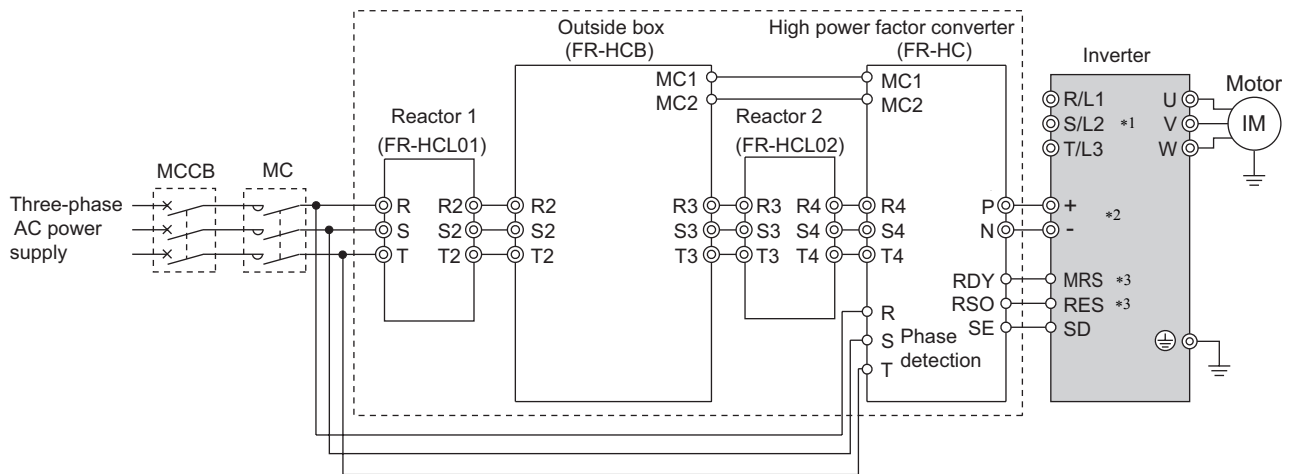 Outside box
(FR-HCB)
High power factor converter
(FR-HC)
Inverter
Motor
MC1
MC2
MC1
MC2
Reactor 1
(FR-HCL01)
Reactor 2
(FR-HCL02)
R/L1
S/L2 *1
T/L3
U
V
W
IM
MCCB
MC
Three-phase
AC power
supply
R R2 R2 R3 R3 R4 R4 P + *2
S S2 S2 S3 S3 S4 S4 N -
T T2 T2 T3 T3 T4 T4
RDY MRS *3
RSO RES *3
SE SD
R
S Phase
detection
T